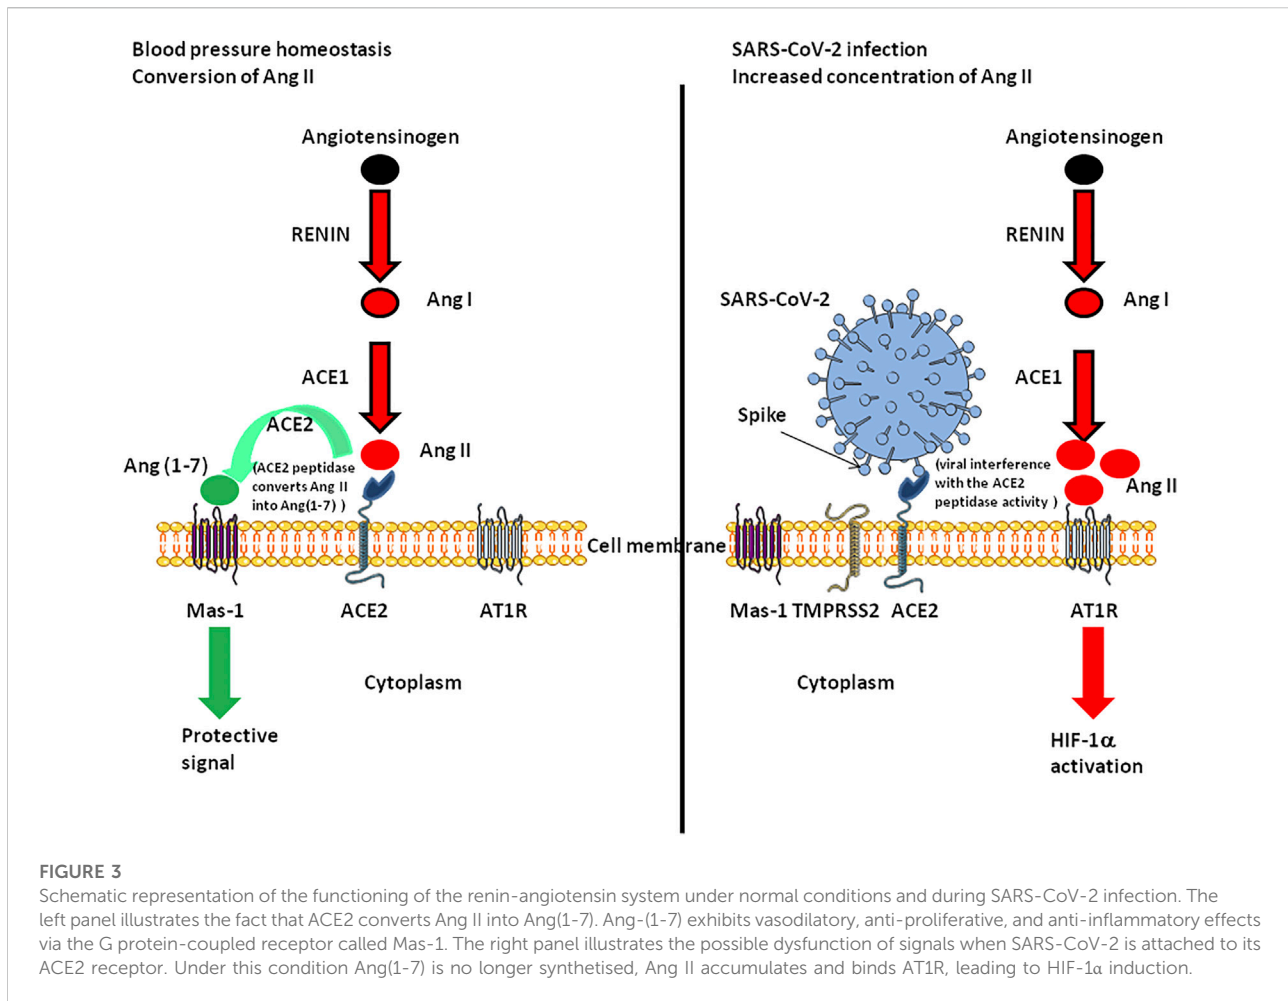 Blood pressure homeostasis
Conversion of Ang II
Angiotensinogen
RENIN
Ang I
ACE1
ACE2
Ang II
Ang (1-7)
(ACE2 peptidase
converts Ang II
into Ang(1-7) )
Mas-1
ACE2
AT1R
Cytoplasm
Protective
signal
Cell membrane
SARS-CoV-2 infection
Increased concentration of Ang II
Angiotensinogen
RENIN
Ang I
SARS-CoV-2
ACE1
Spike
(viral interference
with the ACE2
peptidase activity )
Ang II
Mas-1
TMPRSS2
ACE2
AT1R
Cytoplasm
HIF-1α
activation
FIGURE 3
Schematic representation of the functioning of the renin-angiotensin system under normal conditions and during SARS-CoV-2 infection. The
left panel illustrates the fact that ACE2 converts Ang II into Ang(1-7). Ang-(1-7) exhibits vasodilatory, anti-proliferative, and anti-inflammatory effects
via the G protein-coupled receptor called Mas-1. The right panel illustrates the possible dysfunction of signals when SARS-CoV-2 is attached to its
ACE2 receptor. Under this condition Ang(1-7) is no longer synthetised, Ang II accumulates and binds AT1R, leading to HIF-1α induction.